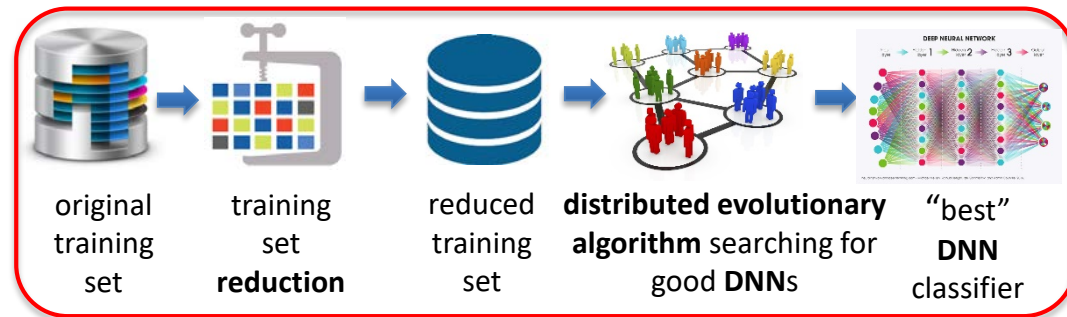 DEEP NEURAL NETWORK
original
training
set
training
set
reduction
reduced
training
set
distributed evolutionary
algorithm searching for
good DNNs
“best”
DNN
classifier